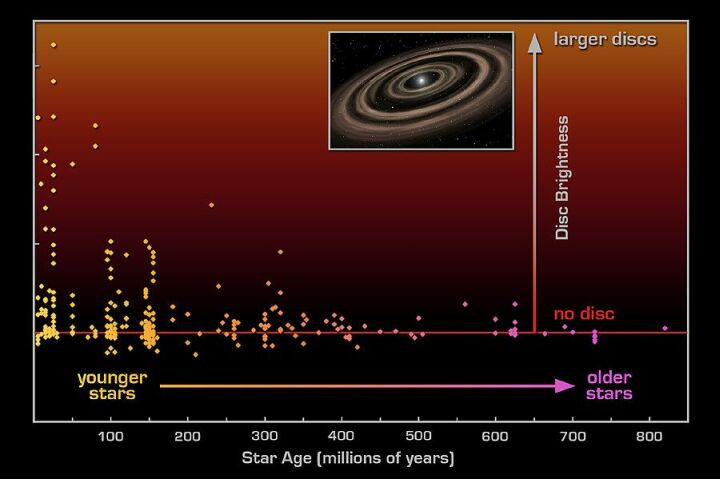 larger discs
Disc Brightness
no disc
younger
stars
older
stars
100 200 300 400 500 600 700 800
Star Age (millions of years)